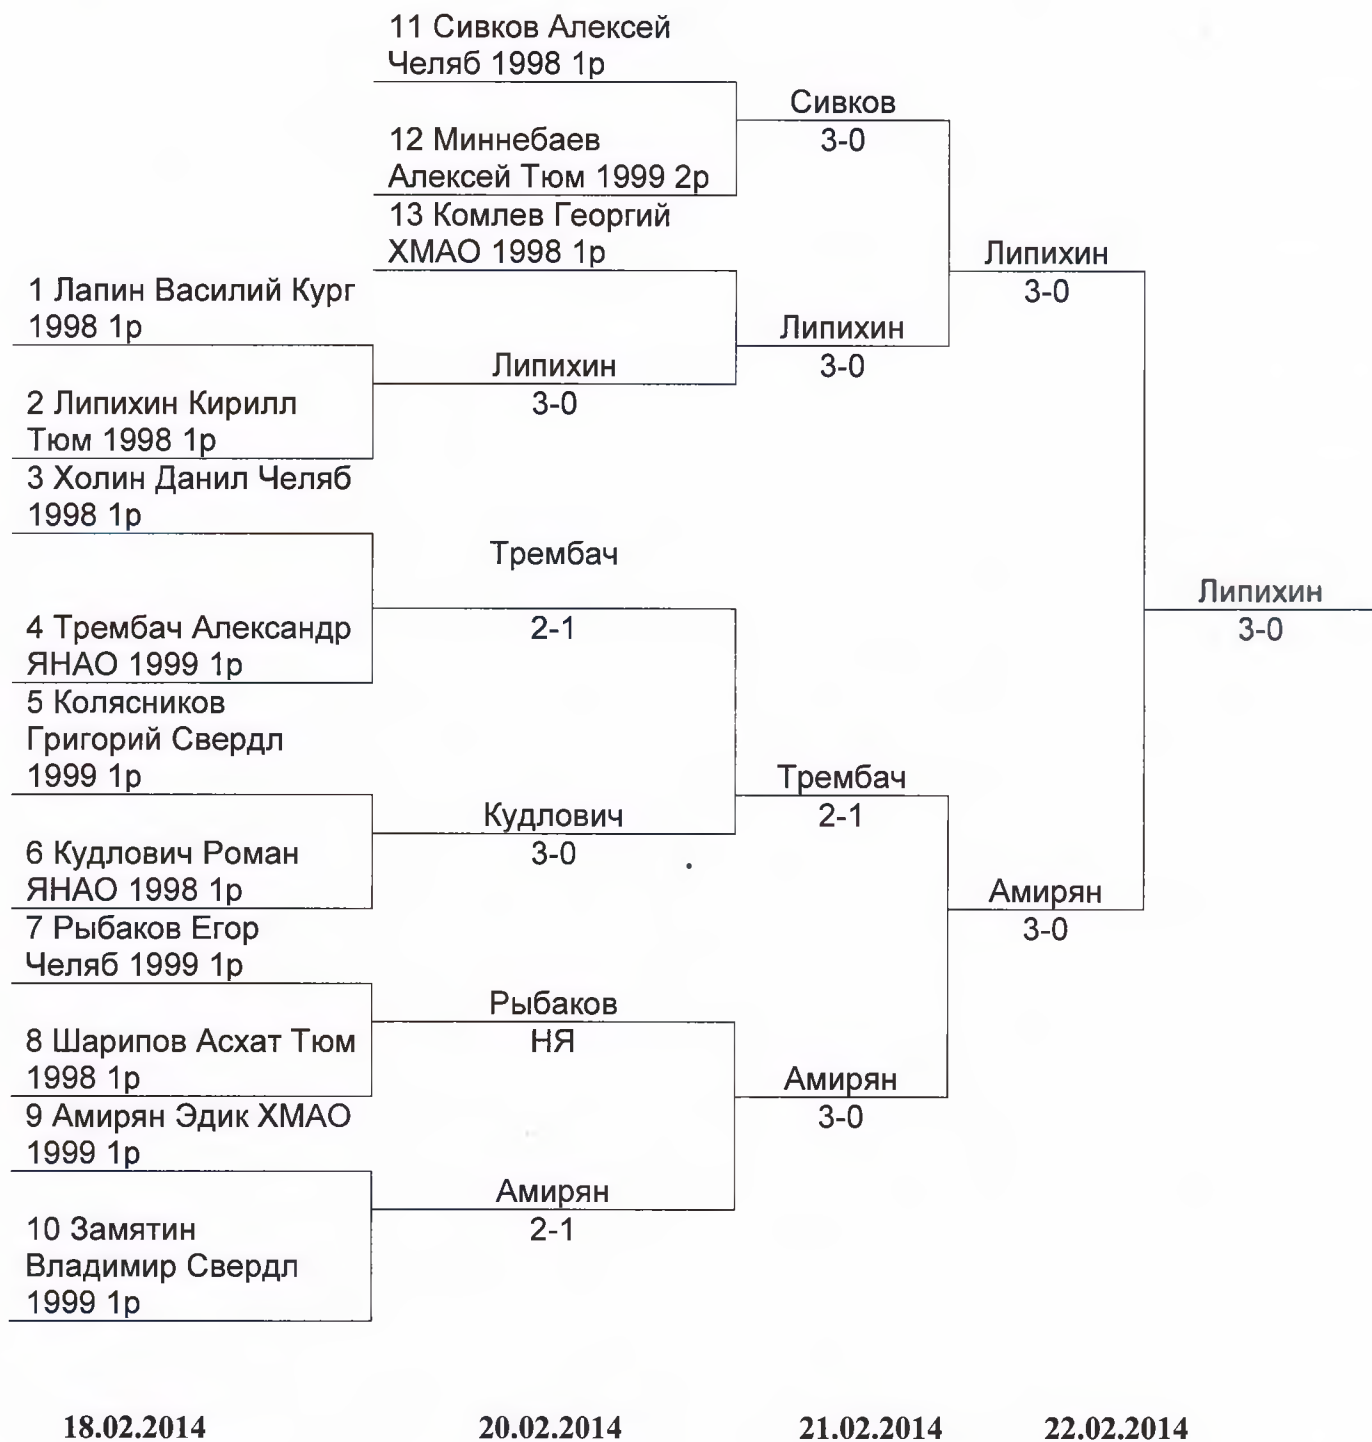 11 Сивков Алексей
Челяб 1998 1р
Сивков
3-0
12 Миннебаев
Алексей Тюм 1999 2р
13 Комлев Георгий
ХМАО 1998 1р
Липихин
3-0
1 Лапин Василий Кург
1998 1р
Липихин
3-0
Липихин
3-0
2 Липихин Кирилл
Тюм 1998 1р
3 Холин Данил Челяб
1998 1р
Трембач
2-1
Липихин
3-0
4 Трембач Александр
ЯНАО 1999 1р
5 Колясников
Григорий Свердл
1999 1р
Трембач
2-1
Кудлович
3-0
6 Кудлович Роман
ЯНАО 1998 1р
Амирян
3-0
7 Рыбаков Егор
Челяб 1999 1р
Рыбаков
НЯ
8 Шарипов Асхат Тюм
1998 1р
Амирян
3-0
9 Амирян Эдик ХМАО
1999 1р
Амирян
2-1
10 Замятин
Владимир Свердл
1999 1р
18.02.2014
20.02.2014
21.02.2014
22.02.2014